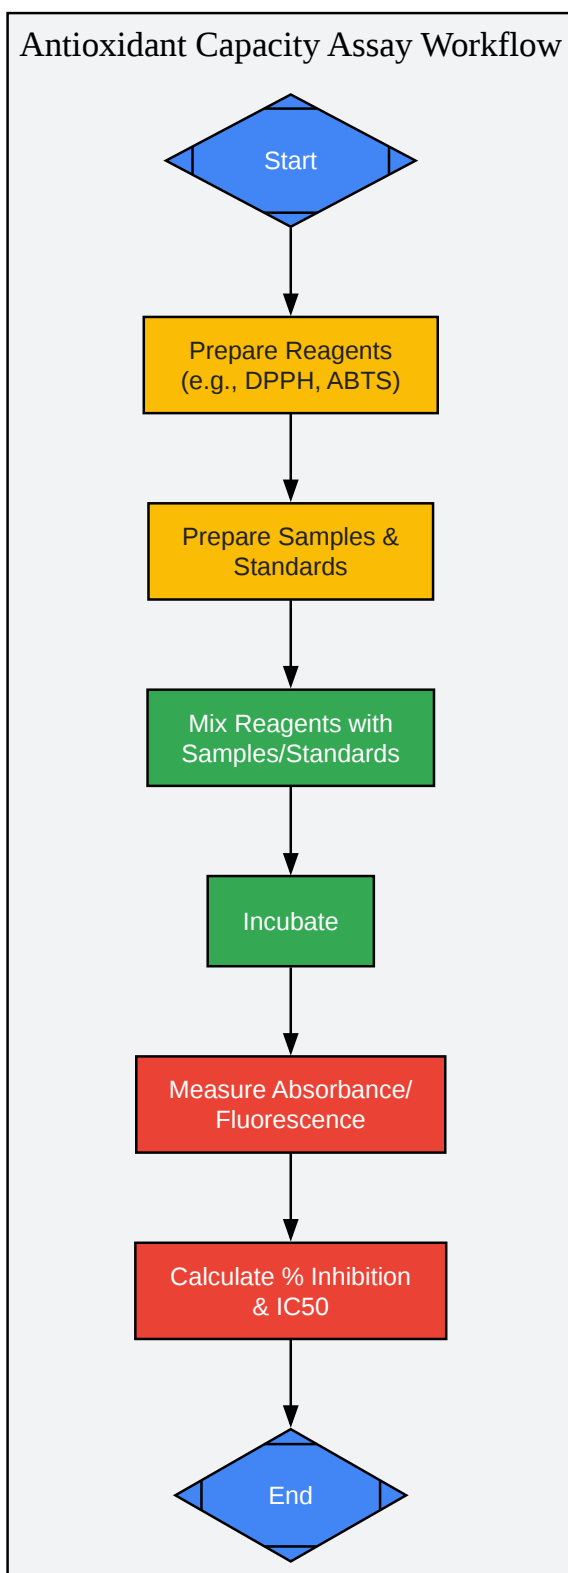 Antioxidant Capacity Assay Workflow
Start
Prepare Reagents
(e.g., DPPH, ABTS)
Prepare Samples &
Standards
Mix Reagents with
Samples/Standards
Incubate
Measure Absorbance/
Fluorescence
Calculate % Inhibition
& IC50
End